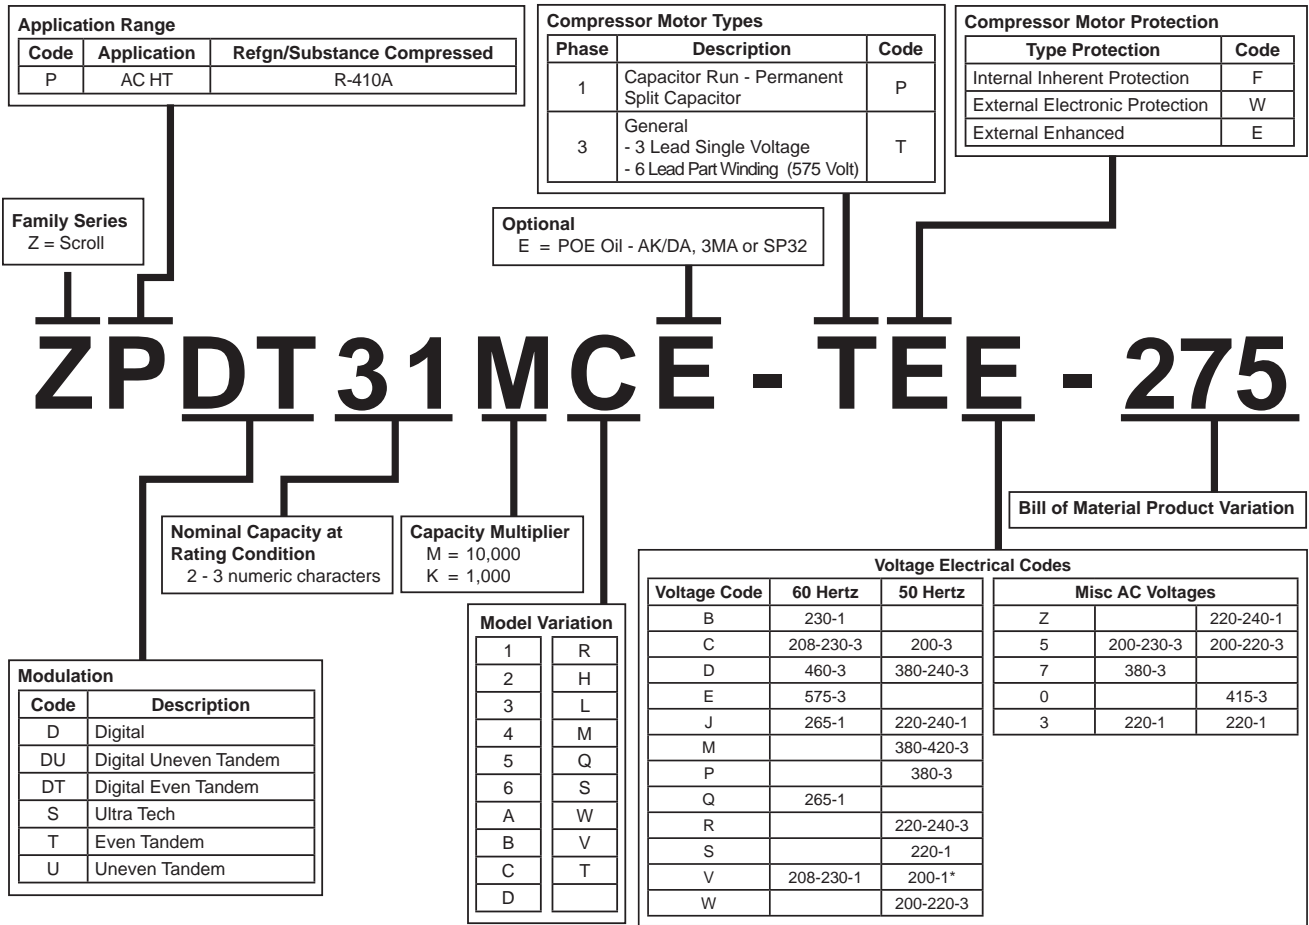 Application Range
Code Application Refgn/Substance Compressed
P AC HT R-410A
Compressor Motor Types
Phase Description Code
1 Capacitor Run - Permanent Split Capacitor P
3 General - 3 Lead Single Voltage - 6 Lead Part Winding (575 Volt) T
Compressor Motor Protection
Type Protection Code
Internal Inherent Protection F
External Electronic Protection W
External Enhanced E
Family Series
Z = Scroll
Optional
E = POE Oil - AK/DA, 3MA or SP32
ZPDT31MCE - TEE - 275
Nominal Capacity at
Rating Condition
2 - 3 numeric characters
Capacity Multiplier
M = 10,000
K = 1,000
Bill of Material Product Variation
Modulation
Code Description
D Digital
DU Digital Uneven Tandem
DT Digital Even Tandem
S Ultra Tech
T Even Tandem
U Uneven Tandem
Model Variation
1 R
2 H
3 L
4 M
5 Q
6 S
A W
B V
C T
D
Voltage Electrical Codes
Voltage Code 60 Hertz 50 Hertz
B 230-1
C 208-230-3 200-3
D 460-3 380-240-3
E 575-3
J 265-1 220-240-1
M 380-420-3
P 380-3
Q 265-1
R 220-240-3
S 220-1
V 208-230-1 200-1*
W 200-220-3
Misc AC Voltages
Z 220-240-1
5 200-230-3 200-220-3
7 380-3
0 415-3
3 220-1 220-1